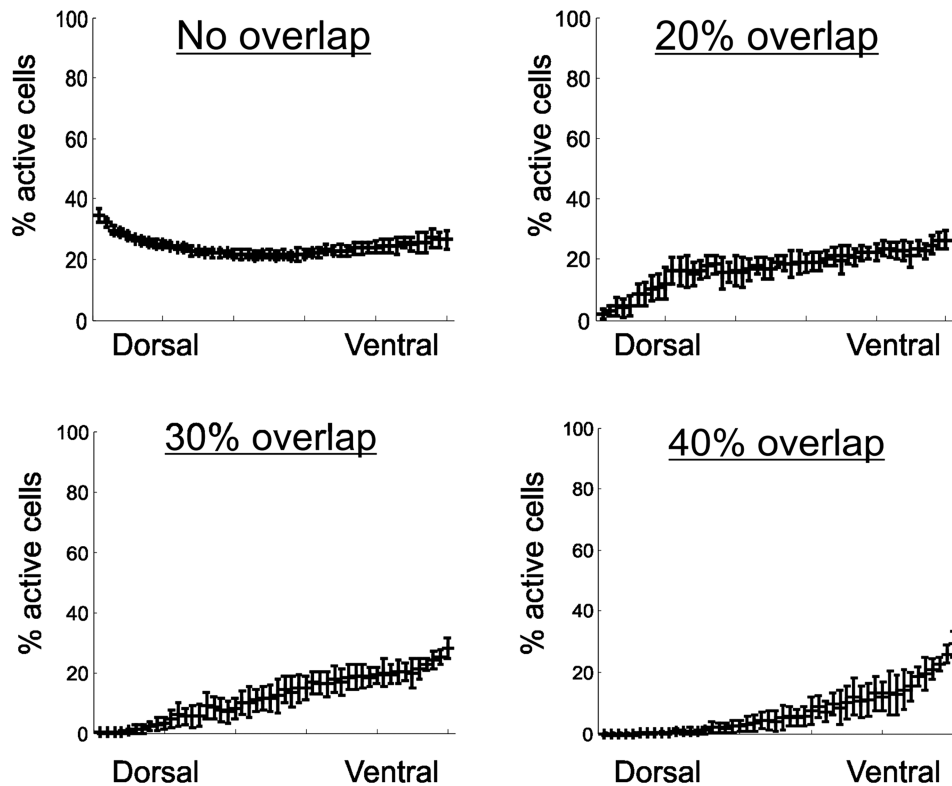 No overlap
% active cells
100
80
60
40
20
0
Dorsal Ventral
20% overlap
% active cells
100
80
60
40
20
0
Dorsal Ventral
30% overlap
% active cells
100
80
60
40
20
0
Dorsal Ventral
40% overlap
% active cells
100
80
60
40
20
0
Dorsal Ventral